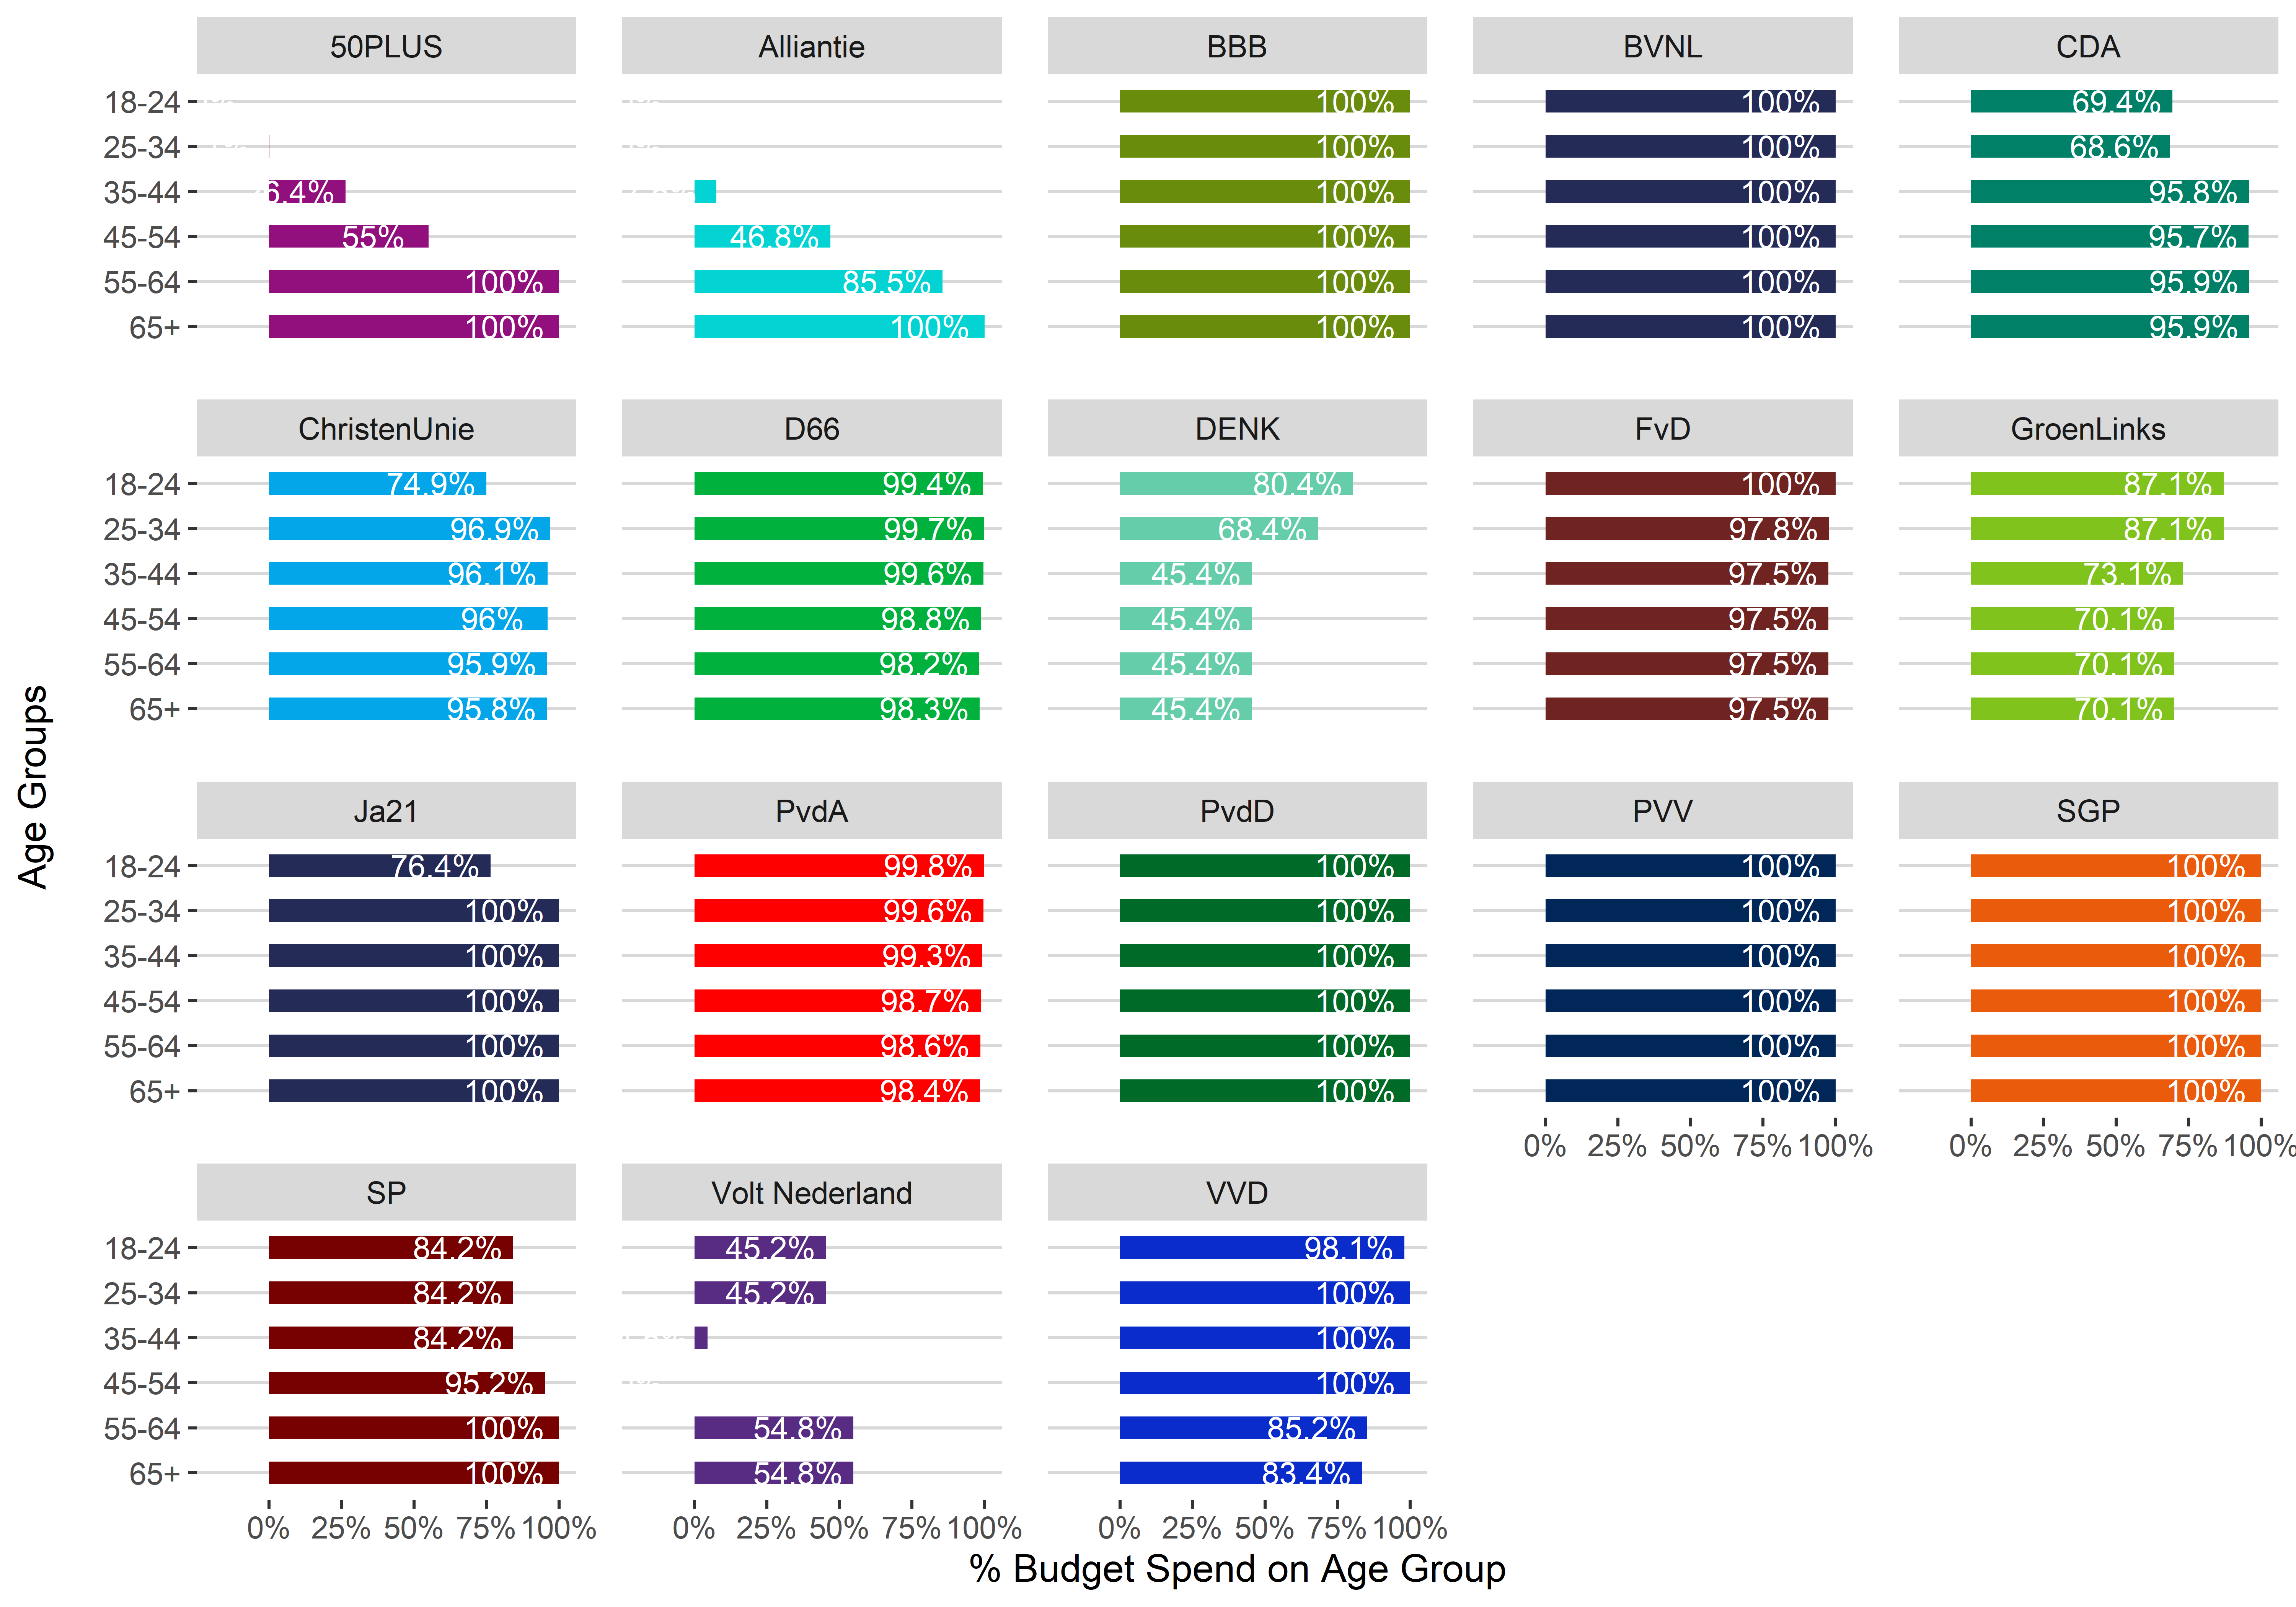 50PLUS Alliantie BBB BVNL CDA
18-24 100% 100% 69.4%
25-34 100% 100% 68.6%
35-44 6.4% 100% 100% 95.8%
45-54 55% 46.8% 100% 100% 95.7%
55-64 100% 85.5% 100% 100% 95.9%
65+ 100% 100% 100% 100% 95.9%
ChristenUnie D66 DENK FvD GroenLinks
18-24 74.9% 99.4% 80.4% 100% 87.1%
25-34 96.9% 99.7% 68.4% 97.8% 87.1%
35-44 96.1% 99.6% 45.4% 97.5% 73.1%
45-54 96% 98.8% 45.4% 97.5% 70.1%
55-64 95.9% 98.2% 45.4% 97.5% 70.1%
65+ 95.8% 98.3% 45.4% 97.5% 70.1%
Age Groups
Ja21 PvdA PvdD PVV SGP
18-24 76.4% 99.8% 100% 100% 100%
25-34 100% 99.6% 100% 100% 100%
35-44 100% 99.3% 100% 100% 100%
45-54 100% 98.7% 100% 100% 100%
55-64 100% 98.6% 100% 100% 100%
65+ 100% 98.4% 100% 100% 100%
0% 25% 50% 75% 100% 0% 25% 50% 75% 100%
SP Volt Nederland VVD
18-24 84.2% 45.2% 98.1%
25-34 84.2% 45.2% 100%
35-44 84.2% 100%
45-54 95.2% 100%
55-64 100% 54.8% 85.2%
65+ 100% 54.8% 83.4%
0% 25% 50% 75% 100% 0% 25% 50% 75% 100% 0% 25% 50% 75% 100%
% Budget Spend on Age Group